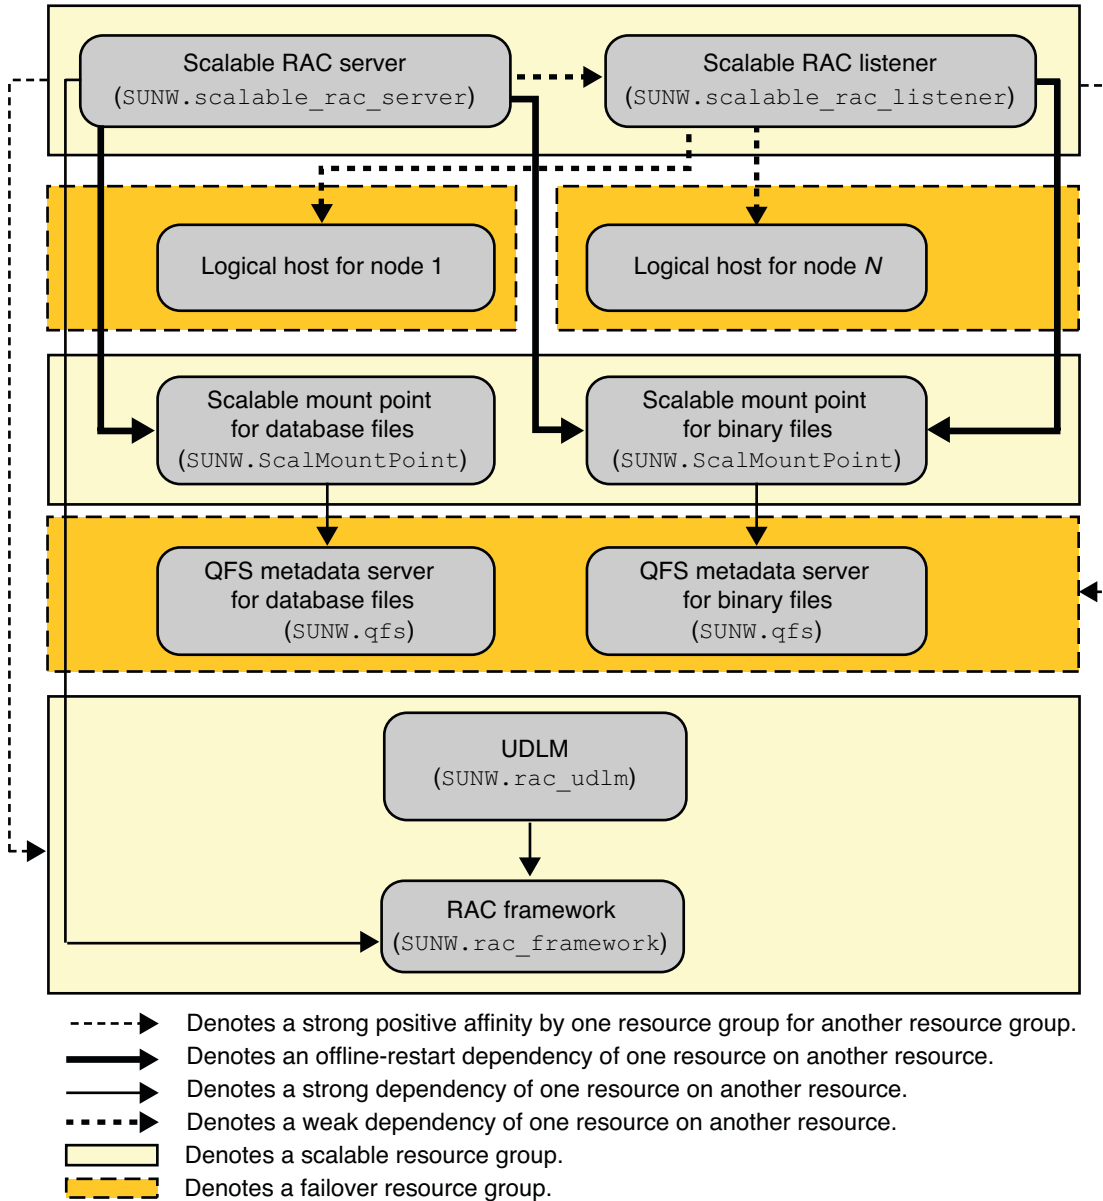 Scalable RAC server
(SUNW.scalable_rac_server)
Scalable RAC listener
(SUNW.scalable_rac_listener)
Logical host for node 1
Logical host for node N
Scalable mount point
for database files
(SUNW.ScalMountPoint)
Scalable mount point
for binary files
(SUNW.ScalMountPoint)
QFS metadata server
for database files
(SUNW.qfs)
QFS metadata server
for binary files
(SUNW.qfs)
UDLM
(SUNW.rac_udlm)
RAC framework
(SUNW.rac_framework)
Denotes a strong positive affinity by one resource group for another resource group.
Denotes an offline-restart dependency of one resource on another resource.
Denotes a strong dependency of one resource on another resource.
Denotes a weak dependency of one resource on another resource.
Denotes a scalable resource group.
Denotes a failover resource group.